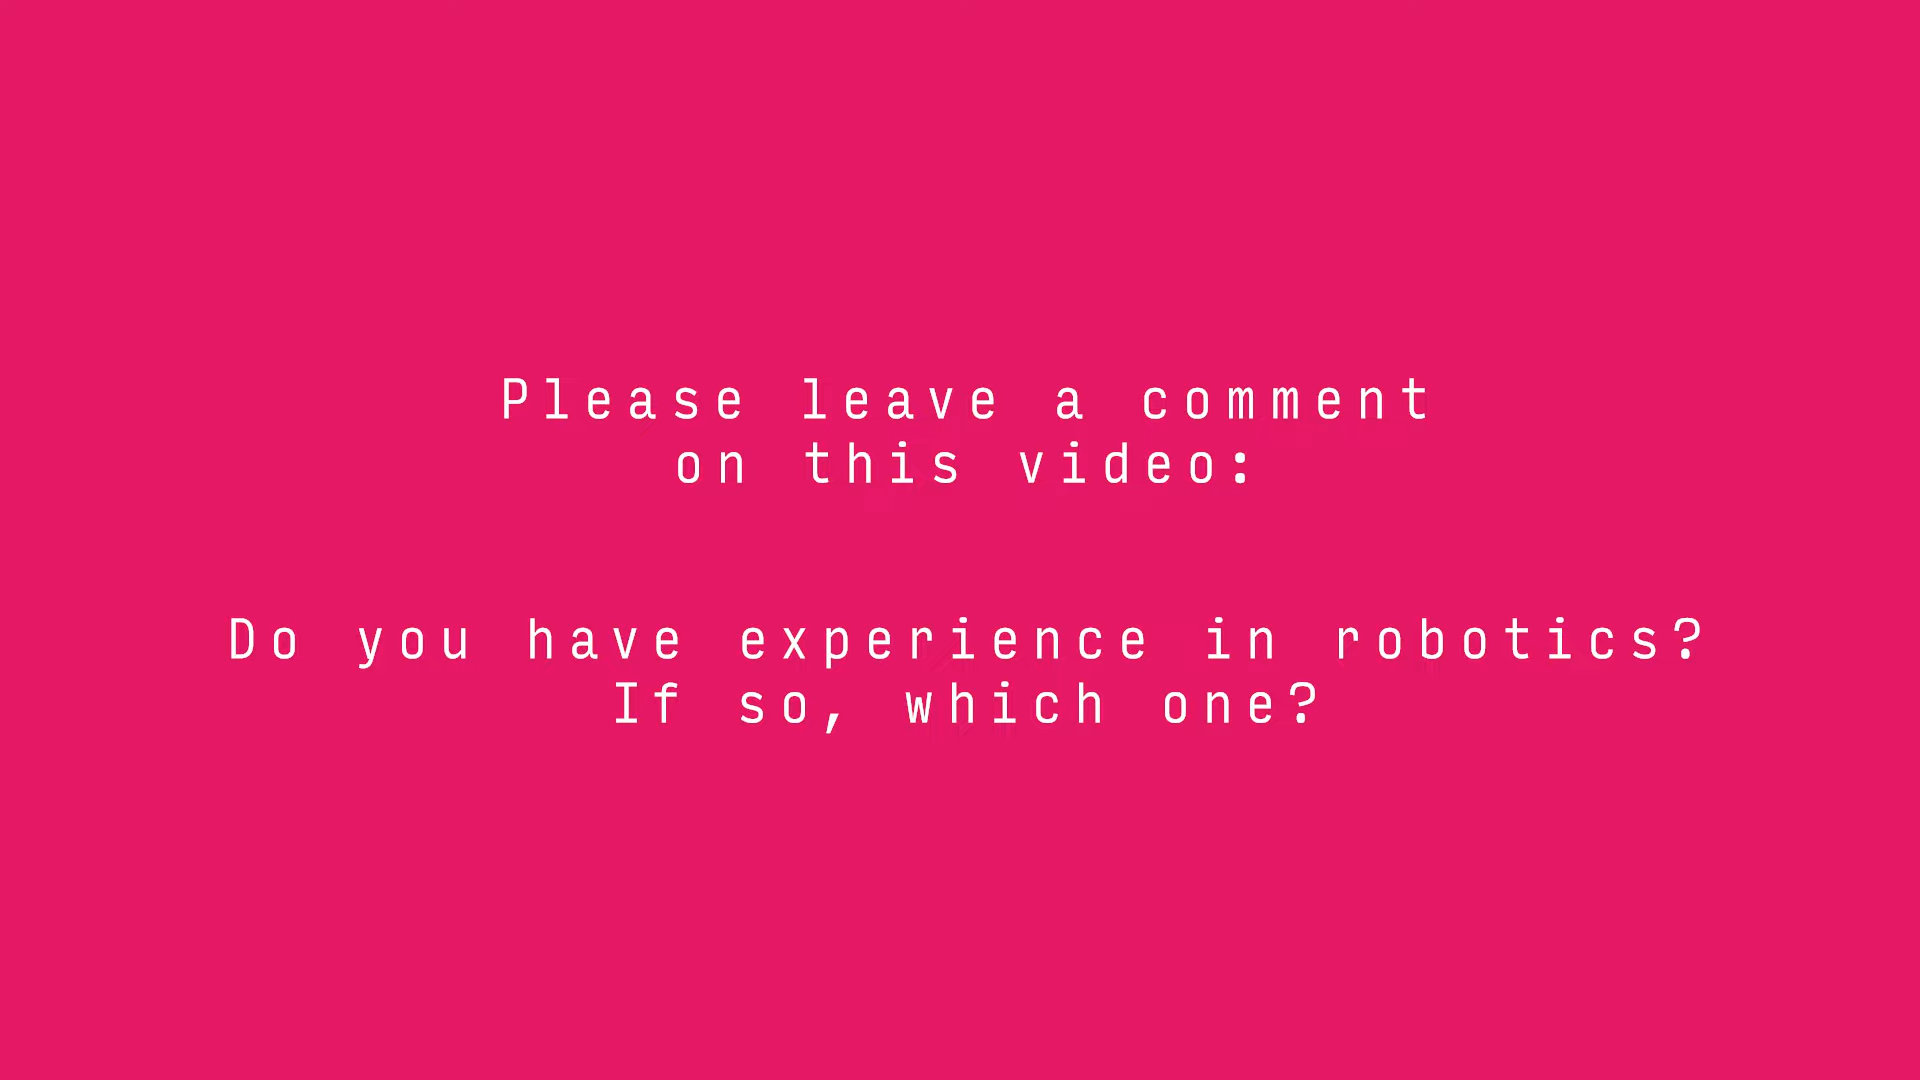 Please leave a comment
on this video:
Do you have experience in robotics?
If so, which one?